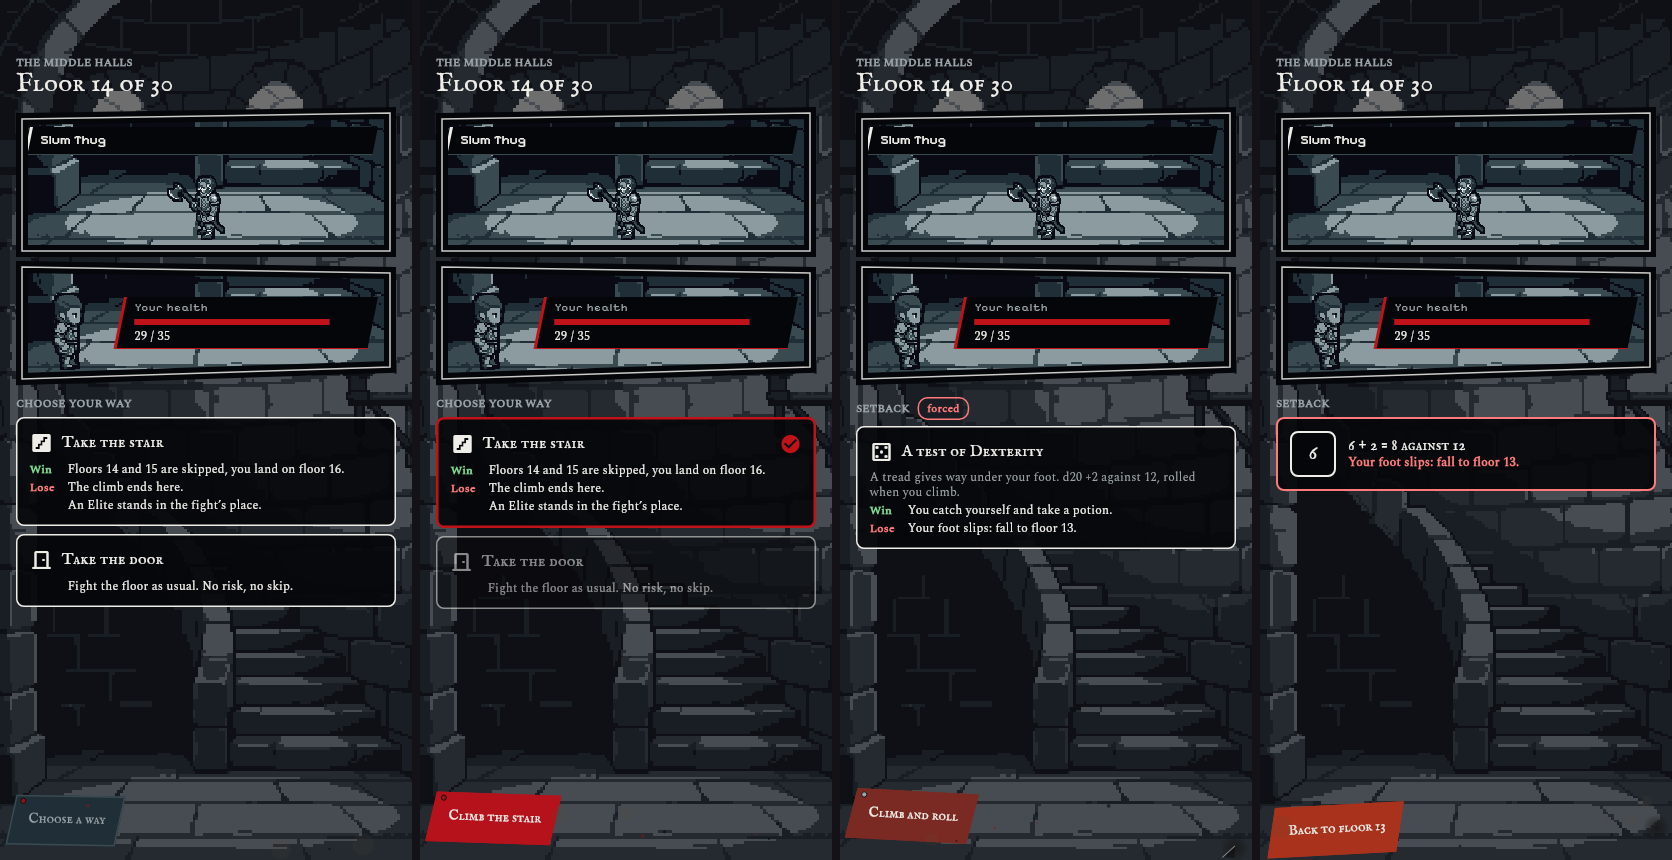 THE MIDDLE HALLS
Floor 14 of 30
Slum Thug
Your health
29 / 35
CHOOSE YOUR WAY
Take the stair
Win Floors 14 and 15 are skipped, you land on floor 16.
Lose The climb ends here.
An Elite stands in the fight's place.
Take the door
Fight the floor as usual. No risk, no skip.
Choose a way
THE MIDDLE HALLS
Floor 14 of 30
Slum Thug
Your health
29 / 35
CHOOSE YOUR WAY
Take the stair
Win Floors 14 and 15 are skipped, you land on floor 16.
Lose The climb ends here.
An Elite stands in the fight's place.
Take the door
Fight the floor as usual. No risk, no skip.
Climb the stair
THE MIDDLE HALLS
Floor 14 of 30
Slum Thug
Your health
29 / 35
SETBACK forced
A test of Dexterity
A tread gives way under your foot. d20 +2 against 12, rolled
when you climb.
Win You catch yourself and take a potion.
Lose Your foot slips: fall to floor 13.
Climb and roll
THE MIDDLE HALLS
Floor 14 of 30
Slum Thug
Your health
29 / 35
SETBACK
6
6 + 2 = 8 against 12
Your foot slips: fall to floor 13.
Back to floor 13